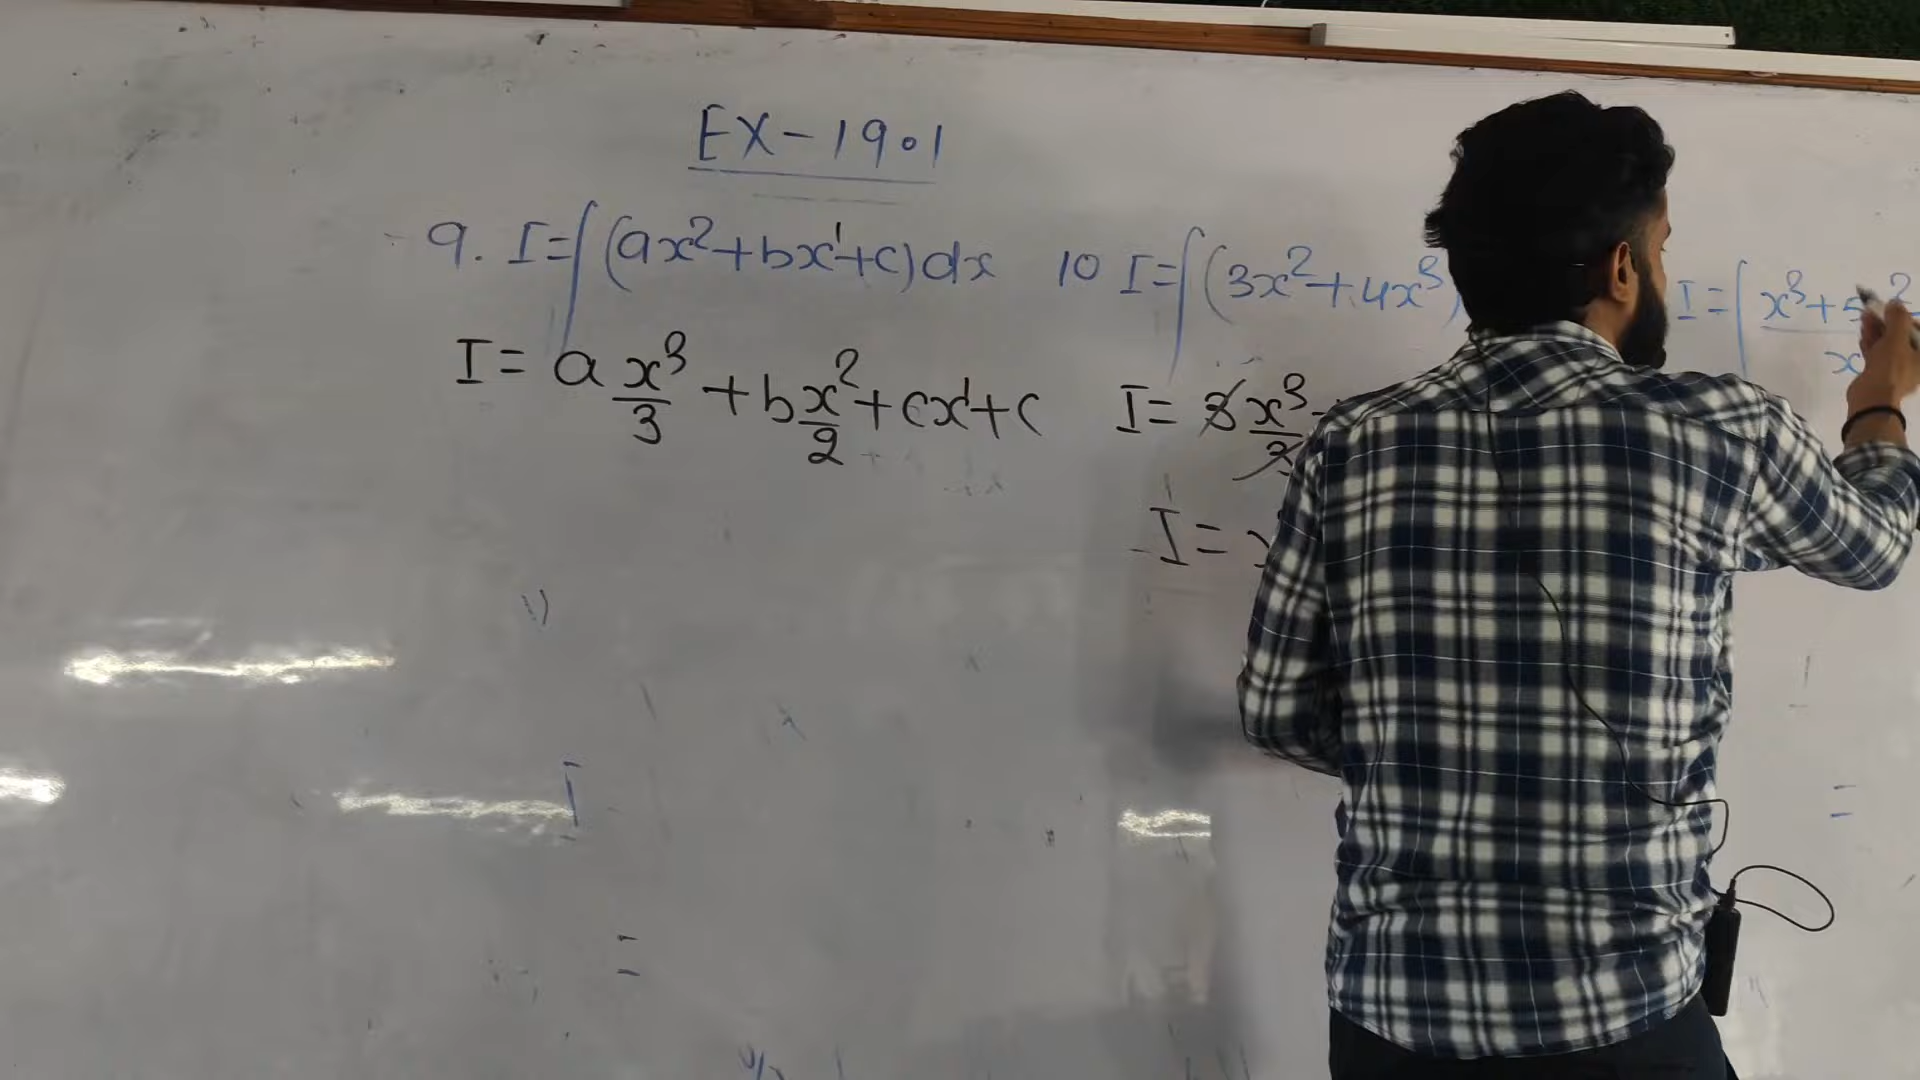 EX-19.1
9. I=∫(ax²+bx¹+c)dx
I= a x³/3 + b x²/2 + cx¹+c
10 I=∫(3x²+4x³)
I= 3 x³/3
I= x
I=∫ x³+5 ²/x